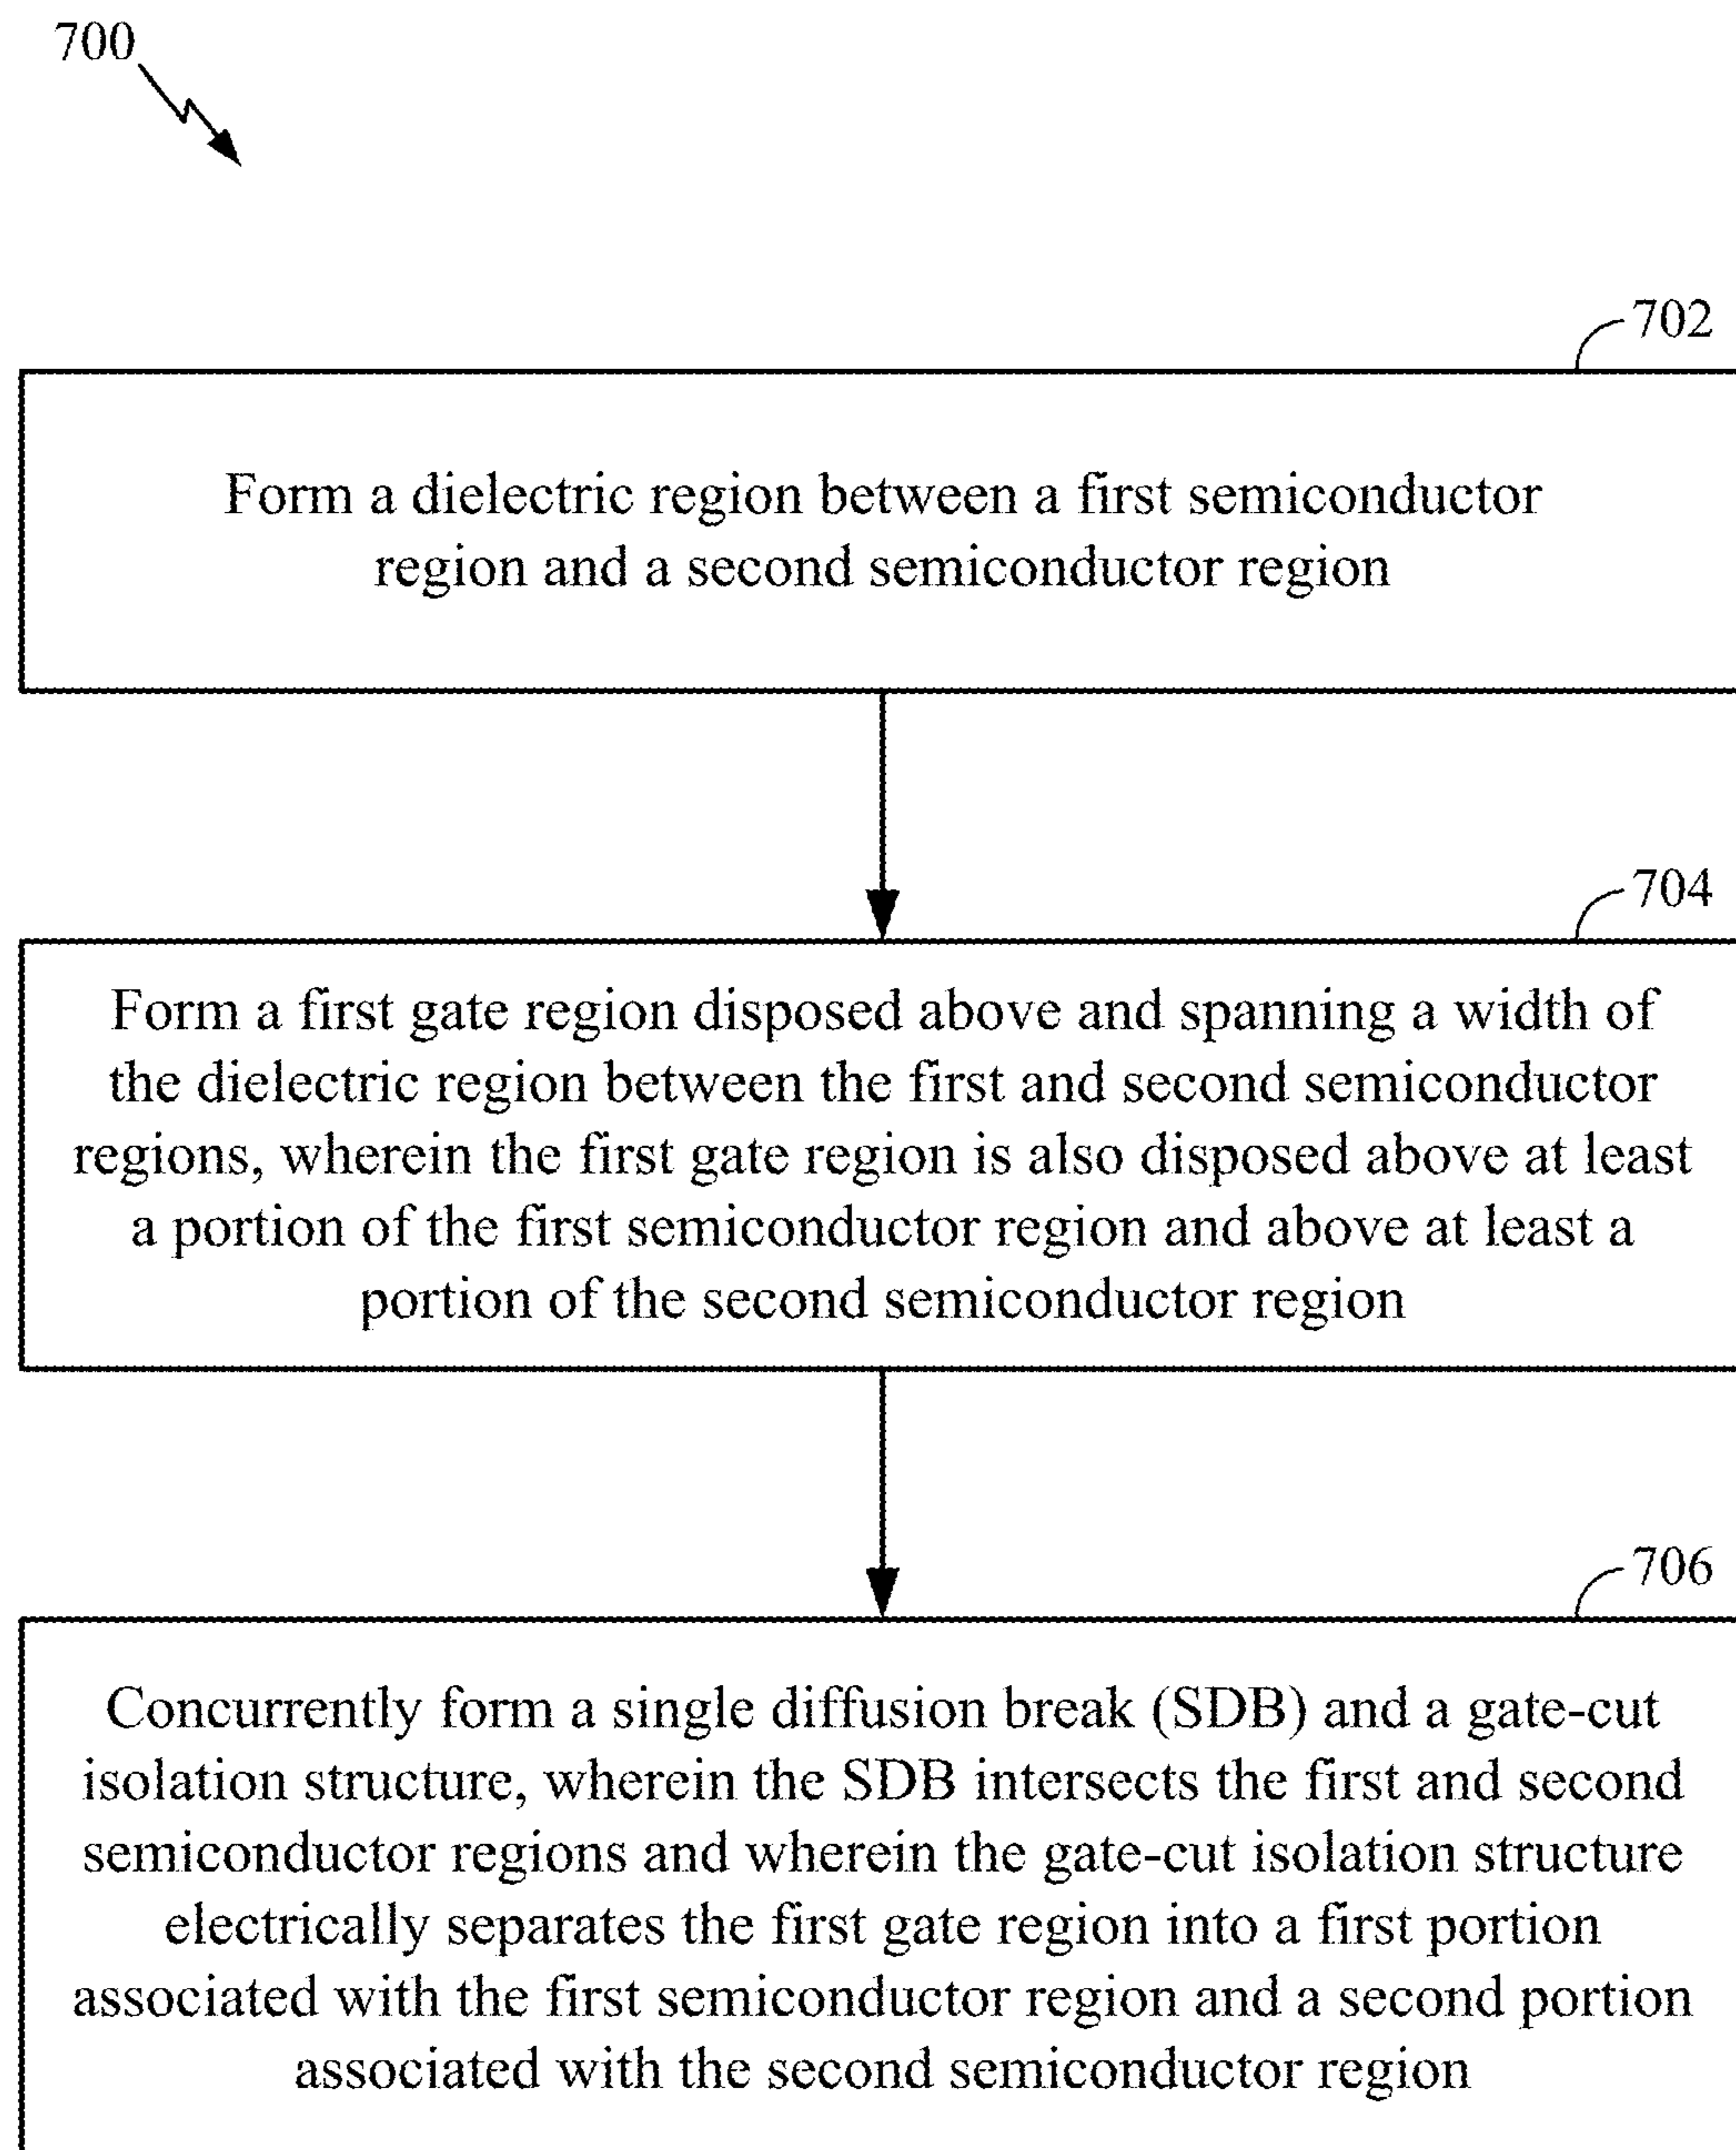 700
702
Form a dielectric region between a first semiconductor
region and a second semiconductor region
704
Form a first gate region disposed above and spanning a width of
the dielectric region between the first and second semiconductor
regions, wherein the first gate region is also disposed above at least
a portion of the first semiconductor region and above at least a
portion of the second semiconductor region
706
Concurrently form a single diffusion break (SDB) and a gate-cut
isolation structure, wherein the SDB intersects the first and second
semiconductor regions and wherein the gate-cut isolation structure
electrically separates the first gate region into a first portion
associated with the first semiconductor region and a second portion
associated with the second semiconductor region